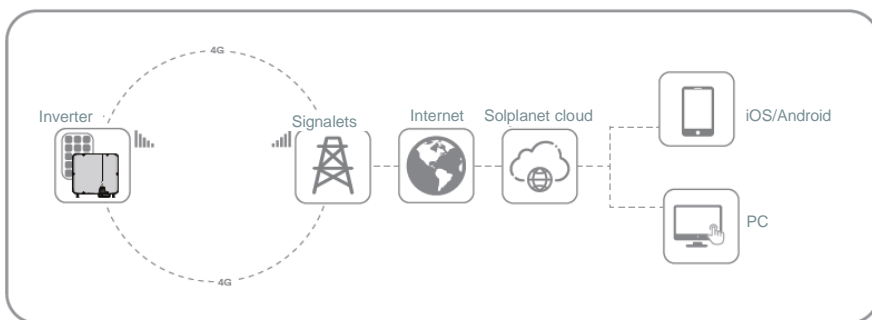 4G
Inverter
Signalets
Internet
Solplanet cloud
iOS/Android
PC
4G